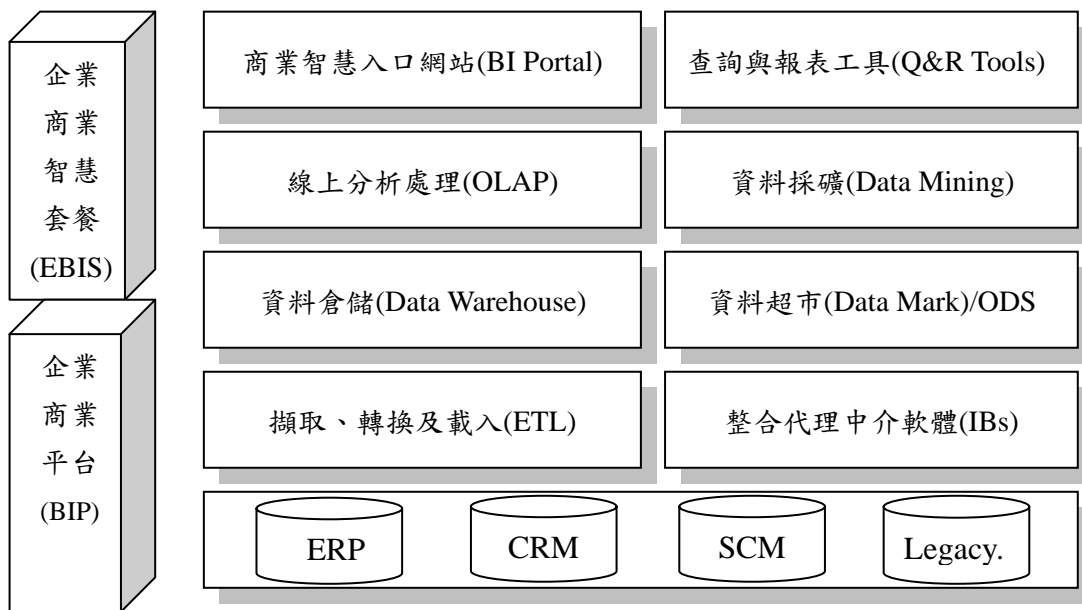 企業
商業
智慧
套餐
(EBIS)
商業智慧入口網站(BI Portal)
查詢與報表工具(Q&R Tools)
線上分析處理(OLAP)
資料採礦(Data Mining)
資料倉儲(Data Warehouse)
資料超市(Data Mark)/ODS
企業
商業
平台
(BIP)
擷取、轉換及載入(ETL)
整合代理中介軟體(IBs)
ERP
CRM
SCM
Legacy.